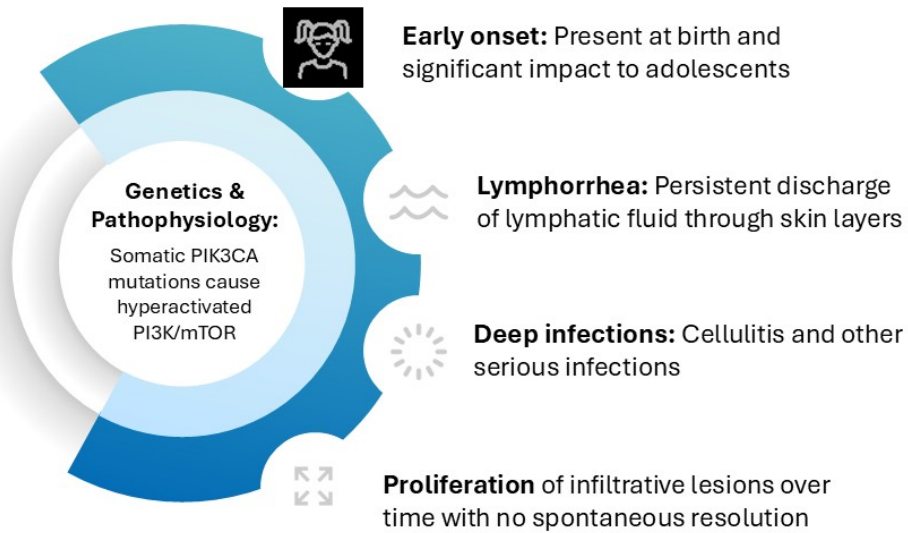 Early onset: Present at birth and
significant impact to adolescents
Genetics &
Pathophysiology:
Somatic PIK3CA
mutations cause
hyperactivated
PI3K/mTOR
Lymphorrhea: Persistent discharge
of lymphatic fluid through skin layers
Deep infections: Cellulitis and other
serious infections
Proliferation of infiltrative lesions over
time with no spontaneous resolution